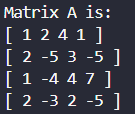 Matrix A is:
[ 1 2 4 1 ]
[ 2 -5 3 -5 ]
[ 1 -4 4 7 ]
[ 2 -3 2 -5 ]